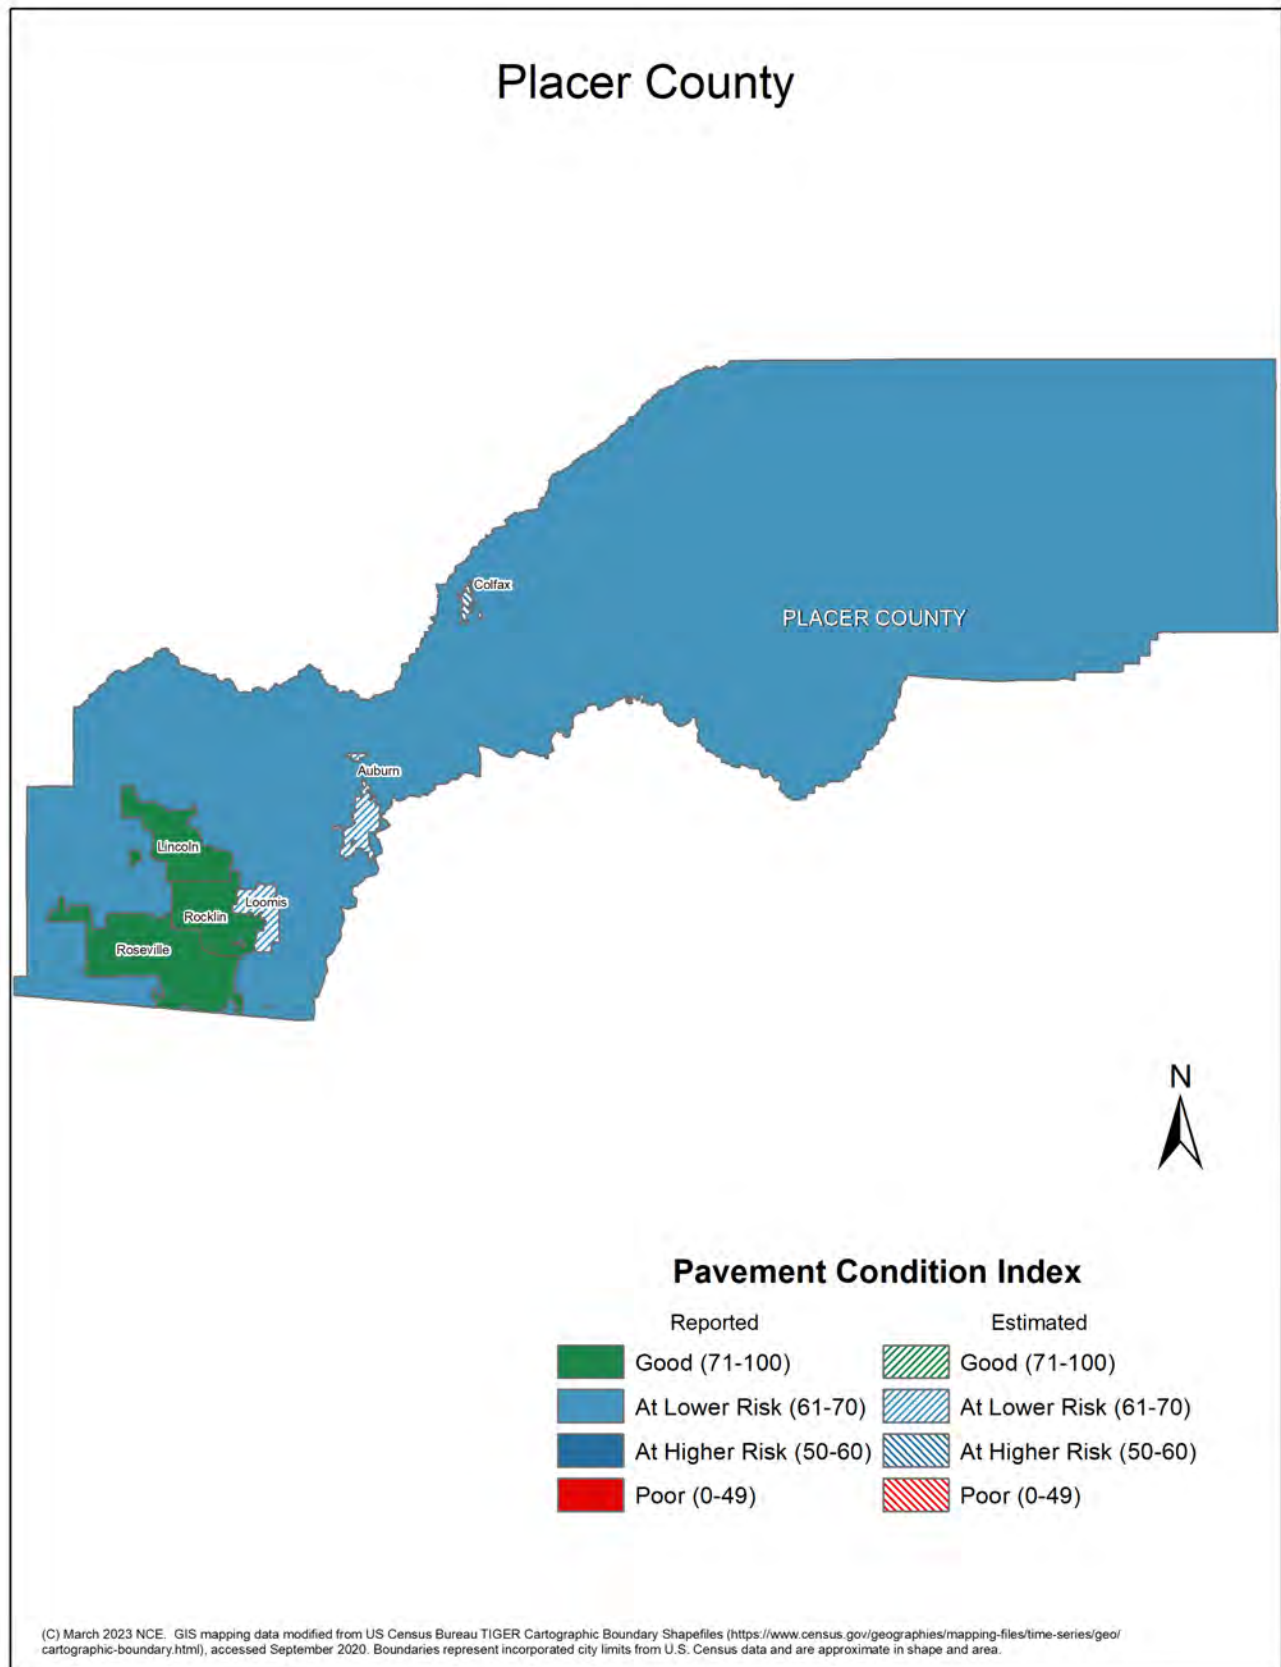 Placer County
Colfax
PLACER COUNTY
Auburn
Lincoln
Loomis
Rocklin
Roseville
N
Pavement Condition Index
Reported Estimated
Good (71-100) Good (71-100)
At Lower Risk (61-70) At Lower Risk (61-70)
At Higher Risk (50-60) At Higher Risk (50-60)
Poor (0-49) Poor (0-49)
(C) March 2023 NCE. GIS mapping data modified from US Census Bureau TIGER Cartographic Boundary Shapefiles (https://www.census.gov/geographies/mapping-files/time-series/geo/
cartographic-boundary.html), accessed September 2020. Boundaries represent incorporated city limits from U.S. Census data and are approximate in shape and area.